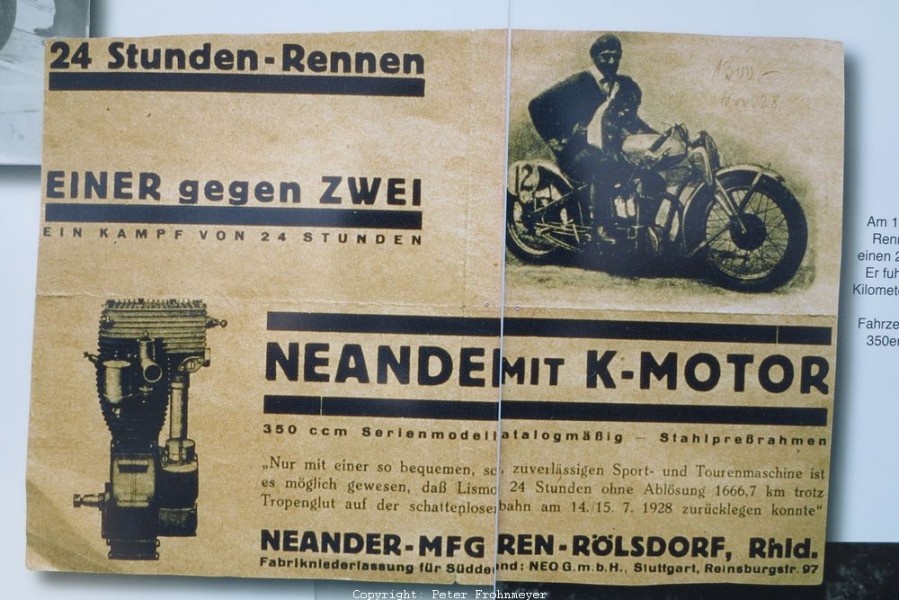 24 Stunden-Rennen
EINER gegen ZWEI
EIN KAMPF VON 24 STUNDEN
12
1300.-
NEANDE MIT K-MOTOR
350 ccm Serienmodell atalogmäßig – Stahlpreßrahmen
„Nur mit einer so bequemen, so zuverlässigen Sport- und Tourenmaschine ist
es möglich gewesen, daß Lismo 24 Stunden ohne Ablösung 1666,7 km trotz
Tropenglut auf der schattenlose bahn am 14. 15. 7. 1928 zurücklegen konnte"
NEANDER-MFG REN-RÖLSDORF, Rhld.
Fabrikniederlassung für Südde nd: NEO G.m.b.H., Stuttgart, Reinsburgstr. 97
Am 1
Renn
einen 2
Er fuh
Kilomete
Fahrze
350er
Copyright: Peter Frohnmeyer